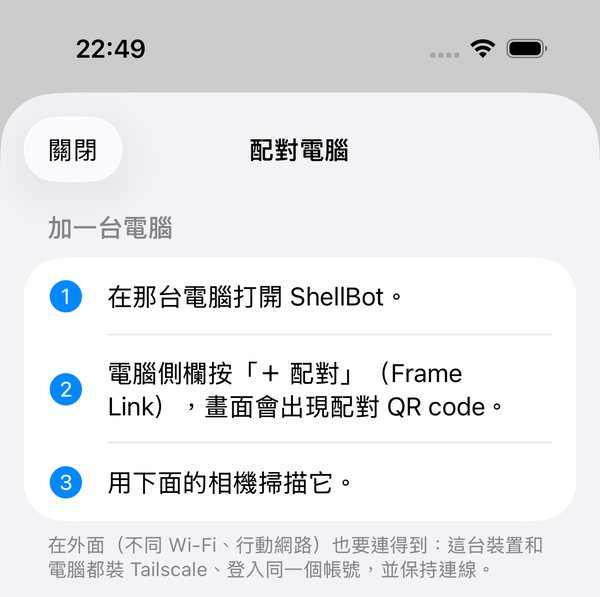 22:49
關閉
配對電腦
加一台電腦
1 在那台電腦打開 ShellBot。
2 電腦側欄按「＋ 配對」（Frame
Link），畫面會出現配對 QR code。
3 用下面的相機掃描它。
在外面（不同 Wi-Fi、行動網路）也要連得到：這台裝置和
電腦都裝 Tailscale、登入同一個帳號，並保持連線。